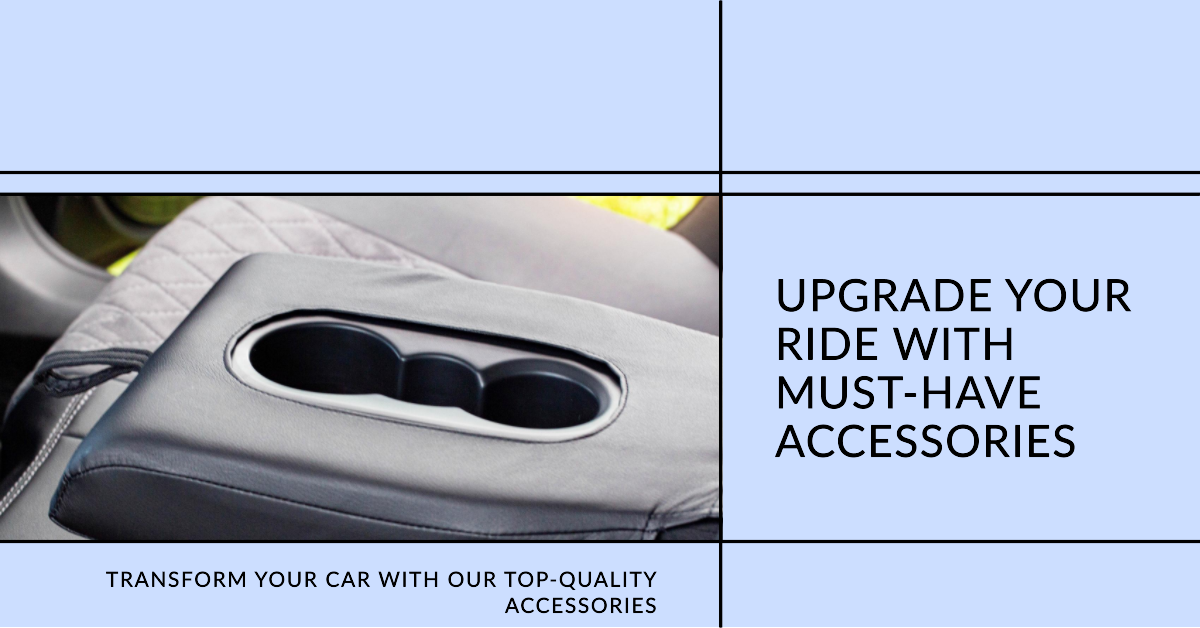 UPGRADE YOUR
RIDE WITH
MUST-HAVE
ACCESSORIES
TRANSFORM YOUR CAR WITH OUR TOP-QUALITY
ACCESSORIES